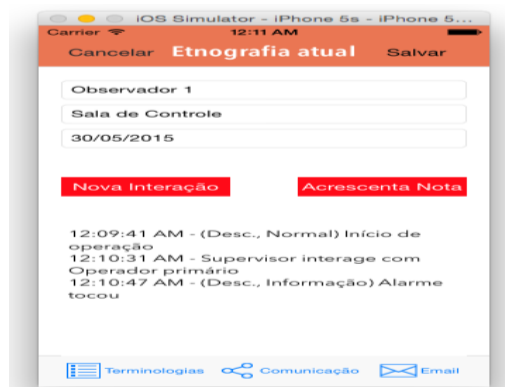 iOS Simulator - iPhone 5s - iPhone 5...
Carrier 12:11 AM
Cancelar Etnografia atual Salvar
Observador 1
Sala de Controle
30/05/2015
Nova Interação Acrescenta Nota
12:09:41 AM - (Desc., Normal) Início de
operação
12:10:31 AM - Supervisor interage com
Operador primário
12:10:47 AM - (Desc., Informação) Alarme
tocou
Terminologias Comunicação Email